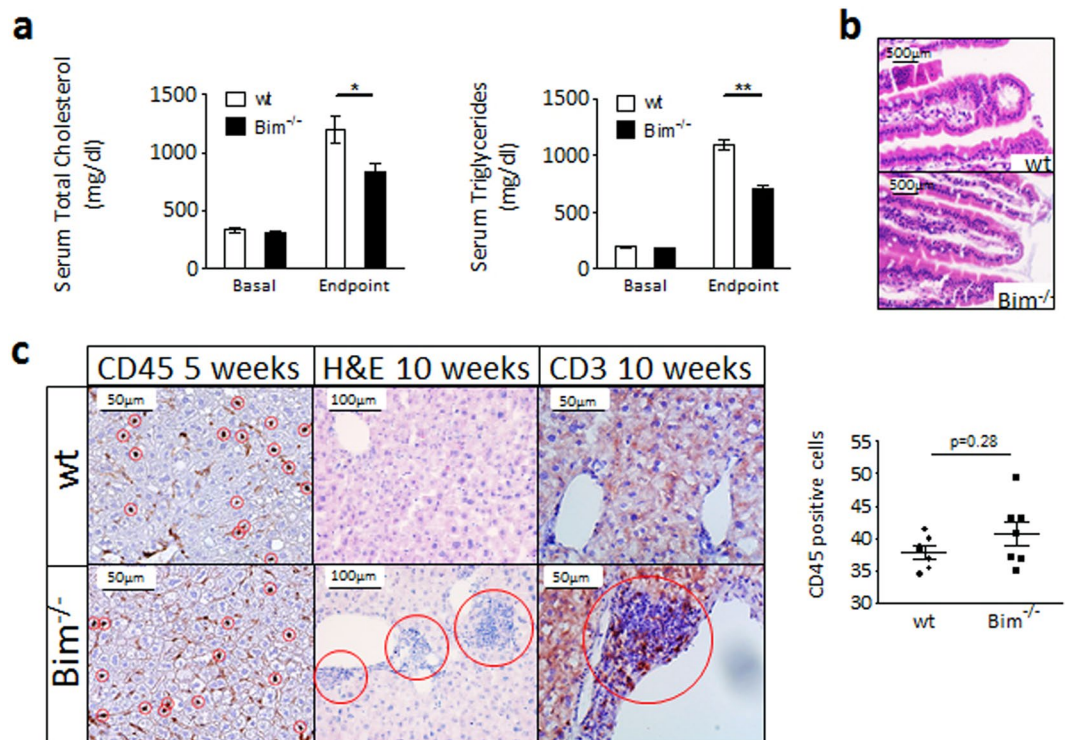 a
Serum Total Cholesterol
(mg/dl)
1500
1000
500
0
wt
Bim-/-
*
Basal
Endpoint
Serum Triglycerides
(mg/dl)
1500
1000
500
0
wt
Bim-/-
**
Basal
Endpoint
b
500µm
wt
500µm
Bim-/-
c
CD45 5 weeks
H&E 10 weeks
CD3 10 weeks
wt
50µm
100µm
50µm
Bim-/-
50µm
100µm
50µm
CD45 positive cells
55
50
45
40
35
30
p=0.28
wt
Bim-/-